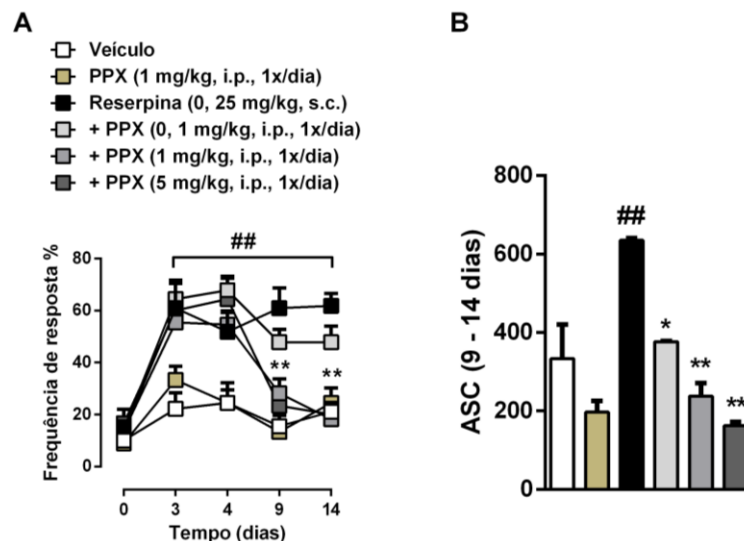 A
Veículo
PPX (1 mg/kg, i.p., 1x/dia)
Reserpina (0, 25 mg/kg, s.c.)
+ PPX (0, 1 mg/kg, i.p., 1x/dia)
+ PPX (1 mg/kg, i.p., 1x/dia)
+ PPX (5 mg/kg, i.p., 1x/dia)
Frequência de resposta %
80
60
40
20
0
##
**
**
0
3
4
9
14
Tempo (dias)
B
ASC (9 - 14 dias)
800
600
400
200
0
##
*
**
**